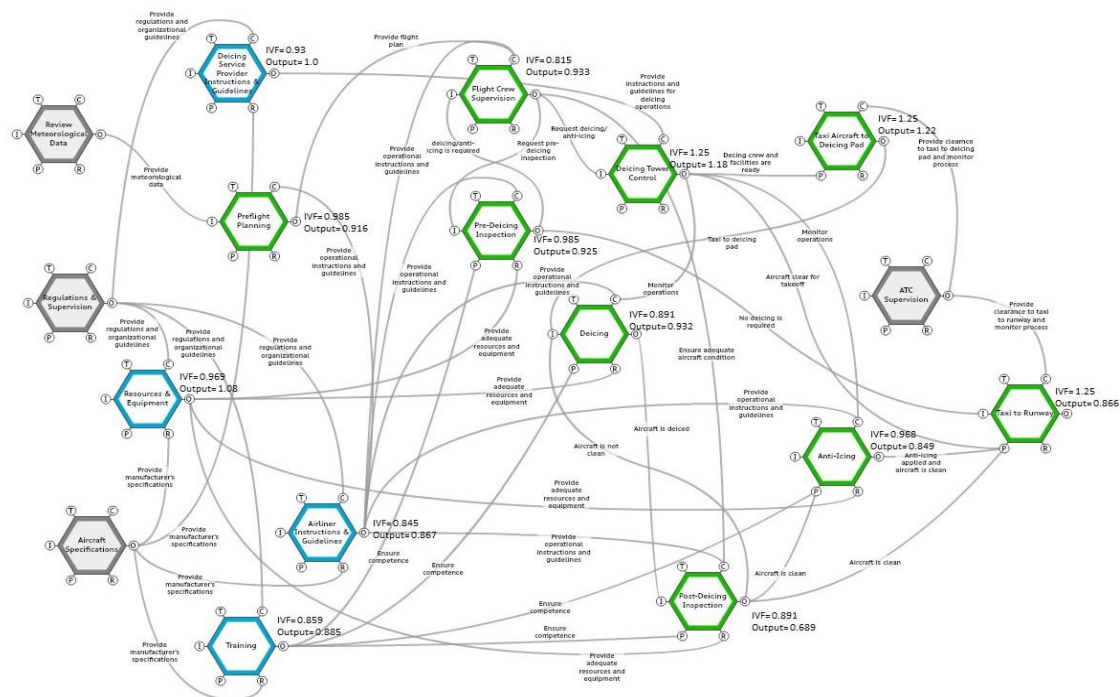 Provide
regulations and
organizational
guidelines
T
C
I
O
P
R
Deicing
Service
Provider
Instructions &
Guidelines
IVF= 0.93
Output= 1.0
Provide flight
plan
T
C
I
O
P
R
Flight Crew
Supervision
IVF= 0.815
Output= 0.933
Provide
instructions and
guidelines for
deicing
operations
T
C
I
O
P
R
Review
Meteorological
Data
Provide
meteorological
data
deicing/anti-
icing is required
Provide
operational
instructions and
guidelines
Request deicing/
anti-icing
Request pre-
deicing
inspection
T
C
I
O
P
R
Deicing Tower
Control
IVF= 1.25
Output= 1.18
Decing crew and
facilities are
ready
T
C
I
O
P
R
Taxi Aircraft to
Deicing Pad
IVF= 1.25
Output= 1.22
Provide clearnce
to taxi to deicing
pad and monitor
process
T
C
I
O
P
R
Preflight
Planning
IVF= 0.985
Output= 0.916
Provide
operational
instructions and
guidelines
T
C
I
O
P
R
Pre-Deicing
Inspection
IVF= 0.985
Output= 0.925
Taxi to deicing
pad
Monitor
operations
T
C
I
O
P
R
Regulations &
Supervision
Provide
operational
instructions and
guidelines
Provide
operational
instructions and
guidelines
Monitor
operations
Aircraft clear for
takeoff
T
C
I
O
P
R
ATC
Supervision
Provide
clearance to taxi
to runway and
monitor process
T
C
I
O
P
R
Deicing
IVF= 0.891
Output= 0.932
No deicing is
required
Provide
regulations and
organizational
guidelines
Provide
regulations and
organizational
guidelines
Provide
regulations and
organizational
guidelines
Provide
adequate
resources and
equipment
Ensure adequate
aircraft condition
T
C
I
O
P
R
Resources &
Equipment
IVF= 0.969
Output= 1.08
Provide
adequate
resources and
equipment
Provide
operational
instructions and
guidelines
T
C
I
O
P
R
Taxi to Runway
IVF= 1.25
Output= 0.866
Aircraft is not
clean
Aircraft is deiced
T
C
I
O
P
R
Anti-Icing
IVF= 0.968
Output= 0.849
Anti-icing
applied and
aircraft is clean
Provide
manufacturer's
specifications
Provide
adequate
resources and
equipment
T
C
I
O
P
R
Aircraft
Specifications
Provide
manufacturer's
specifications
T
C
I
O
P
R
Airliner
Instructions &
Guidelines
IVF= 0.845
Output= 0.867
Ensure
competence
Ensure
competence
Provide
operational
instructions and
guidelines
Aircraft is clean
Aircraft is clean
Provide
manufacturer's
specifications
T
C
I
O
P
R
Post-Deicing
Inspection
IVF= 0.891
Output= 0.689
Ensure
competence
Ensure
competence
T
C
I
O
P
R
Training
IVF= 0.859
Output= 0.885
Provide
manufacturer's
specifications
Provide
adequate
resources and
equipment